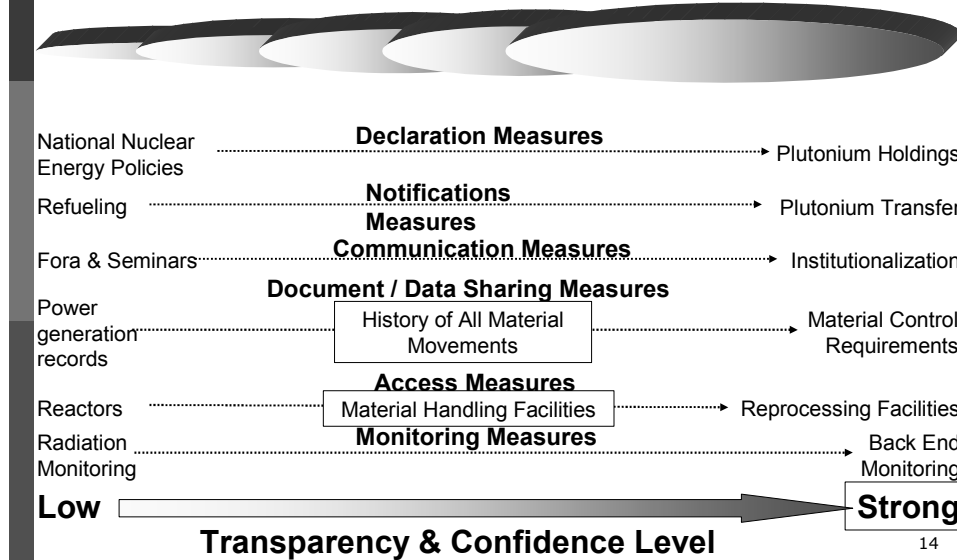 Declaration Measures
National Nuclear
Energy Policies
Plutonium Holdings
Notifications
Measures
Refueling
Plutonium Transfer
Communication Measures
Fora & Seminars
Institutionalization
Document / Data Sharing Measures
Power
generation
records
History of All Material
Movements
Material Control
Requirements
Access Measures
Reactors
Material Handling Facilities
Reprocessing Facilities
Monitoring Measures
Radiation
Monitoring
Back End
Monitoring
Low
Strong
Transparency & Confidence Level
14